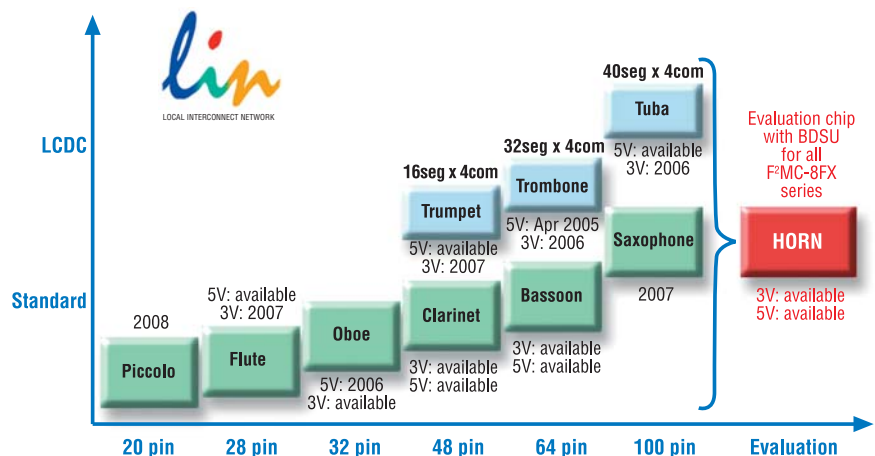 lin
LOCAL INTERCONNECT NETWORK
LCDC
Standard
40seg x 4com
Tuba
5V: available
3V: 2006
32seg x 4com
Trombone
5V: Apr 2005
3V: 2006
16seg x 4com
Trumpet
5V: available
3V: 2007
Saxophone
2007
Bassoon
3V: available
5V: available
Clarinet
3V: available
5V: available
Oboe
5V: 2006
3V: available
5V: available
3V: 2007
Flute
2008
Piccolo
Evaluation chip
with BDSU
for all
F²MC-8FX
series
HORN
3V: available
5V: available
20 pin
28 pin
32 pin
48 pin
64 pin
100 pin
Evaluation